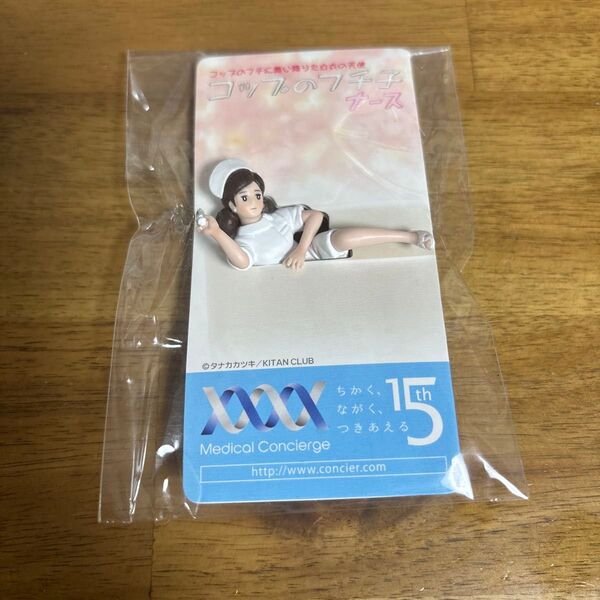 コップのフチに舞い降りた白衣の天使
コップのフチ子
ナース
©タナカカツキ/KITAN CLUB
Medical Concierge
ちかく、
ながく、
つきあえる
15th
http://www.concier.com